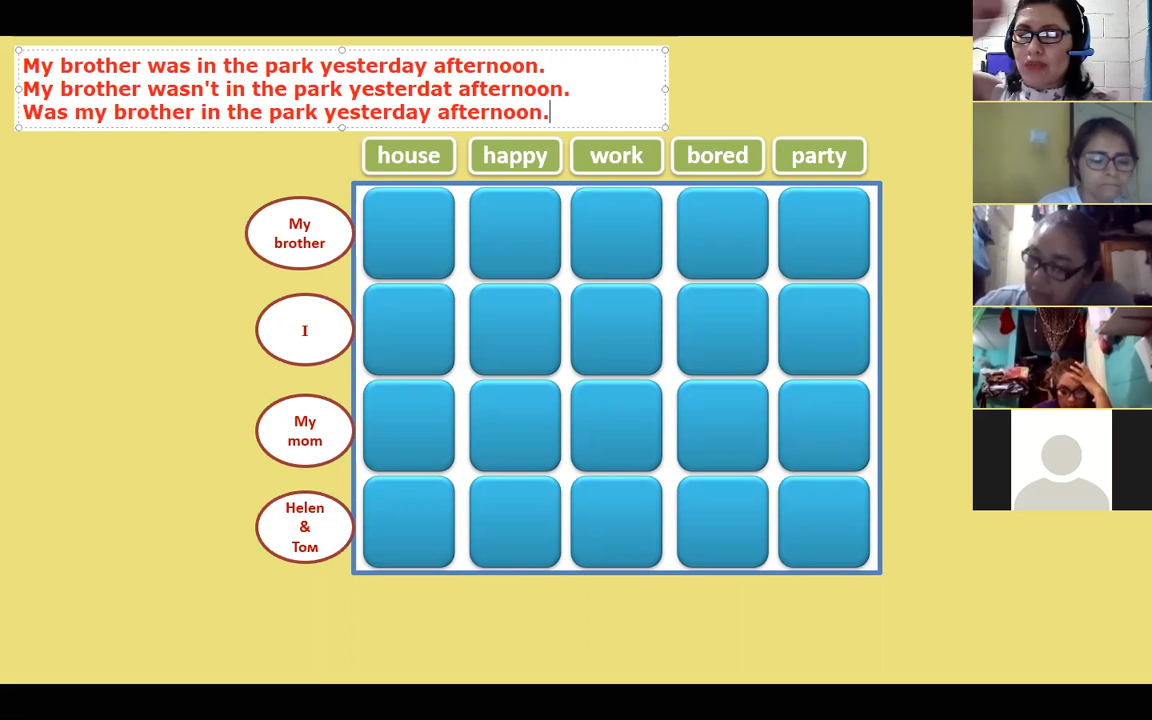 My brother was in the park yesterday afternoon.
My brother wasn't in the park yesterdat afternoon.
Was my brother in the park yesterday afternoon.
house happy work bored party
My
brother
I
My
mom
Helen
&
Tom